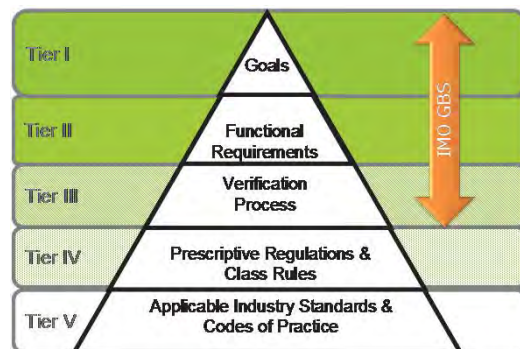 Tier I
Goals
Tier II
Functional
Requirements
Tier III
Verification
Process
Tier IV
Prescriptive Regulations &
Class Rules
Tier V
Applicable Industry Standards &
Codes of Practice
IMO GBS